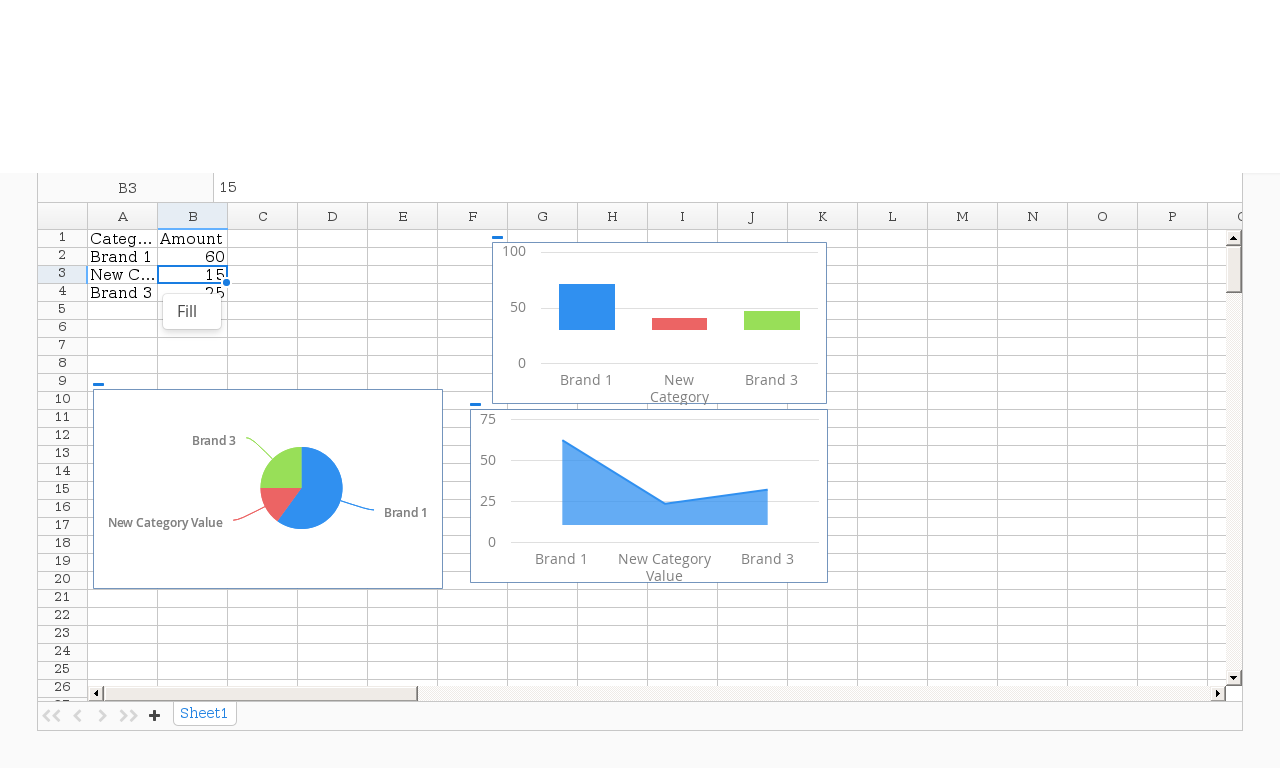 B3 15
A B C D E F G H I J K L M N O P
1 Categ... Amount
2 Brand 1 60
3 New C... 15
4 Brand 3 25
Fill
5
6
7
8
9
10
11
12
13
14
15
16
17
18
19
20
21
22
23
24
25
26
100
50
0
Brand 1 New Category Brand 3
Brand 3
New Category Value
Brand 1
75
50
25
0
Brand 1 New Category Value Brand 3
Sheet1